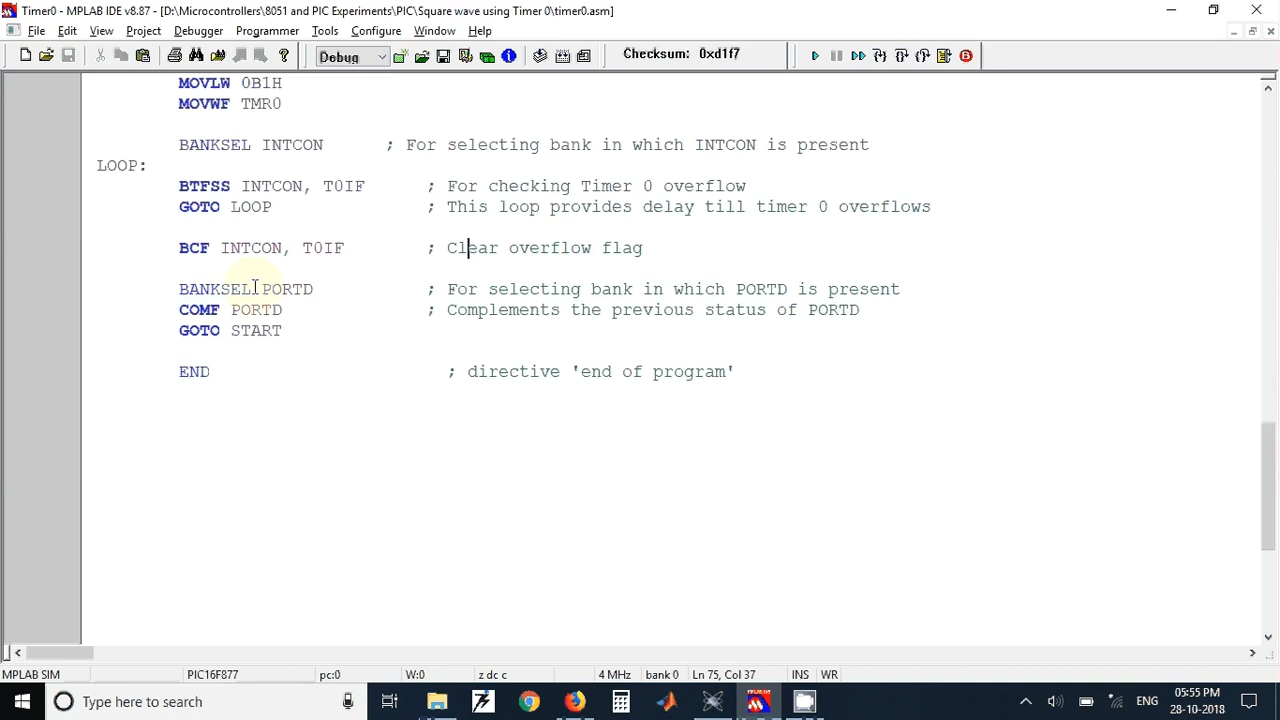 Timer0 - MPLAB IDE v8.87 - [D:\Microcontrollers\8051 and PIC Experiments\PIC\Square wave using Timer 0\timer0.asm]
File Edit View Project Debugger Programmer Tools Configure Window Help
Debug Checksum: 0xd1f7
MOVLW 0B1H
MOVWF TMR0
BANKSEL INTCON ; For selecting bank in which INTCON is present
LOOP:
BTFSS INTCON, T0IF ; For checking Timer 0 overflow
GOTO LOOP ; This loop provides delay till timer 0 overflows
BCF INTCON, T0IF ; Clear overflow flag
BANKSEL PORTD ; For selecting bank in which PORTD is present
COMF PORTD ; Complements the previous status of PORTD
GOTO START
END ; directive 'end of program'
MPLAB SIM PIC16F877 pc:0 W:0 z dc c 4 MHz bank 0 Ln 75, Col 37 INS WR
Type here to search ENG 05:55 PM
28-10-2018